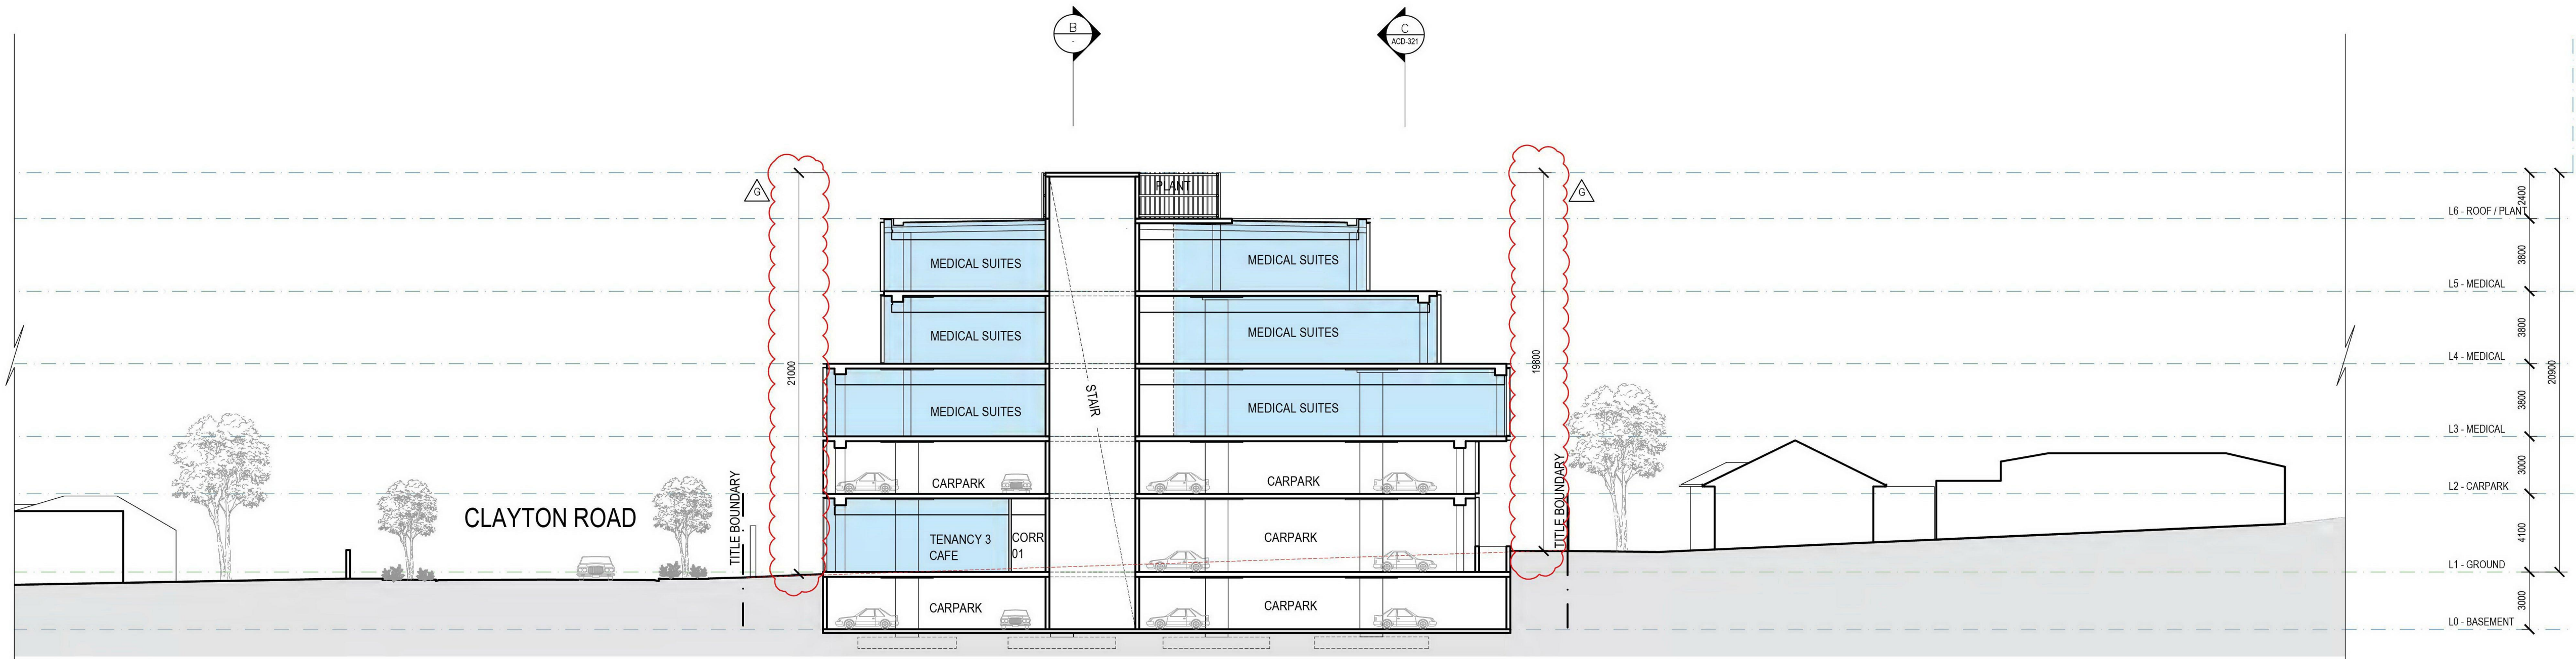 B
-
C
ACD-321
G
G
PLANT
2400
L6 - ROOF / PLANT
MEDICAL SUITES
MEDICAL SUITES
3800
L5 - MEDICAL
MEDICAL SUITES
MEDICAL SUITES
3800
L4 - MEDICAL
21000
19800
20900
STAIR
MEDICAL SUITES
MEDICAL SUITES
3800
L3 - MEDICAL
CARPARK
CARPARK
3000
L2 - CARPARK
CLAYTON ROAD
TITLE BOUNDARY
TITLE BOUNDARY
TENANCY 3
CAFE
CORR
01
CARPARK
4100
L1 - GROUND
CARPARK
CARPARK
3000
L0 - BASEMENT